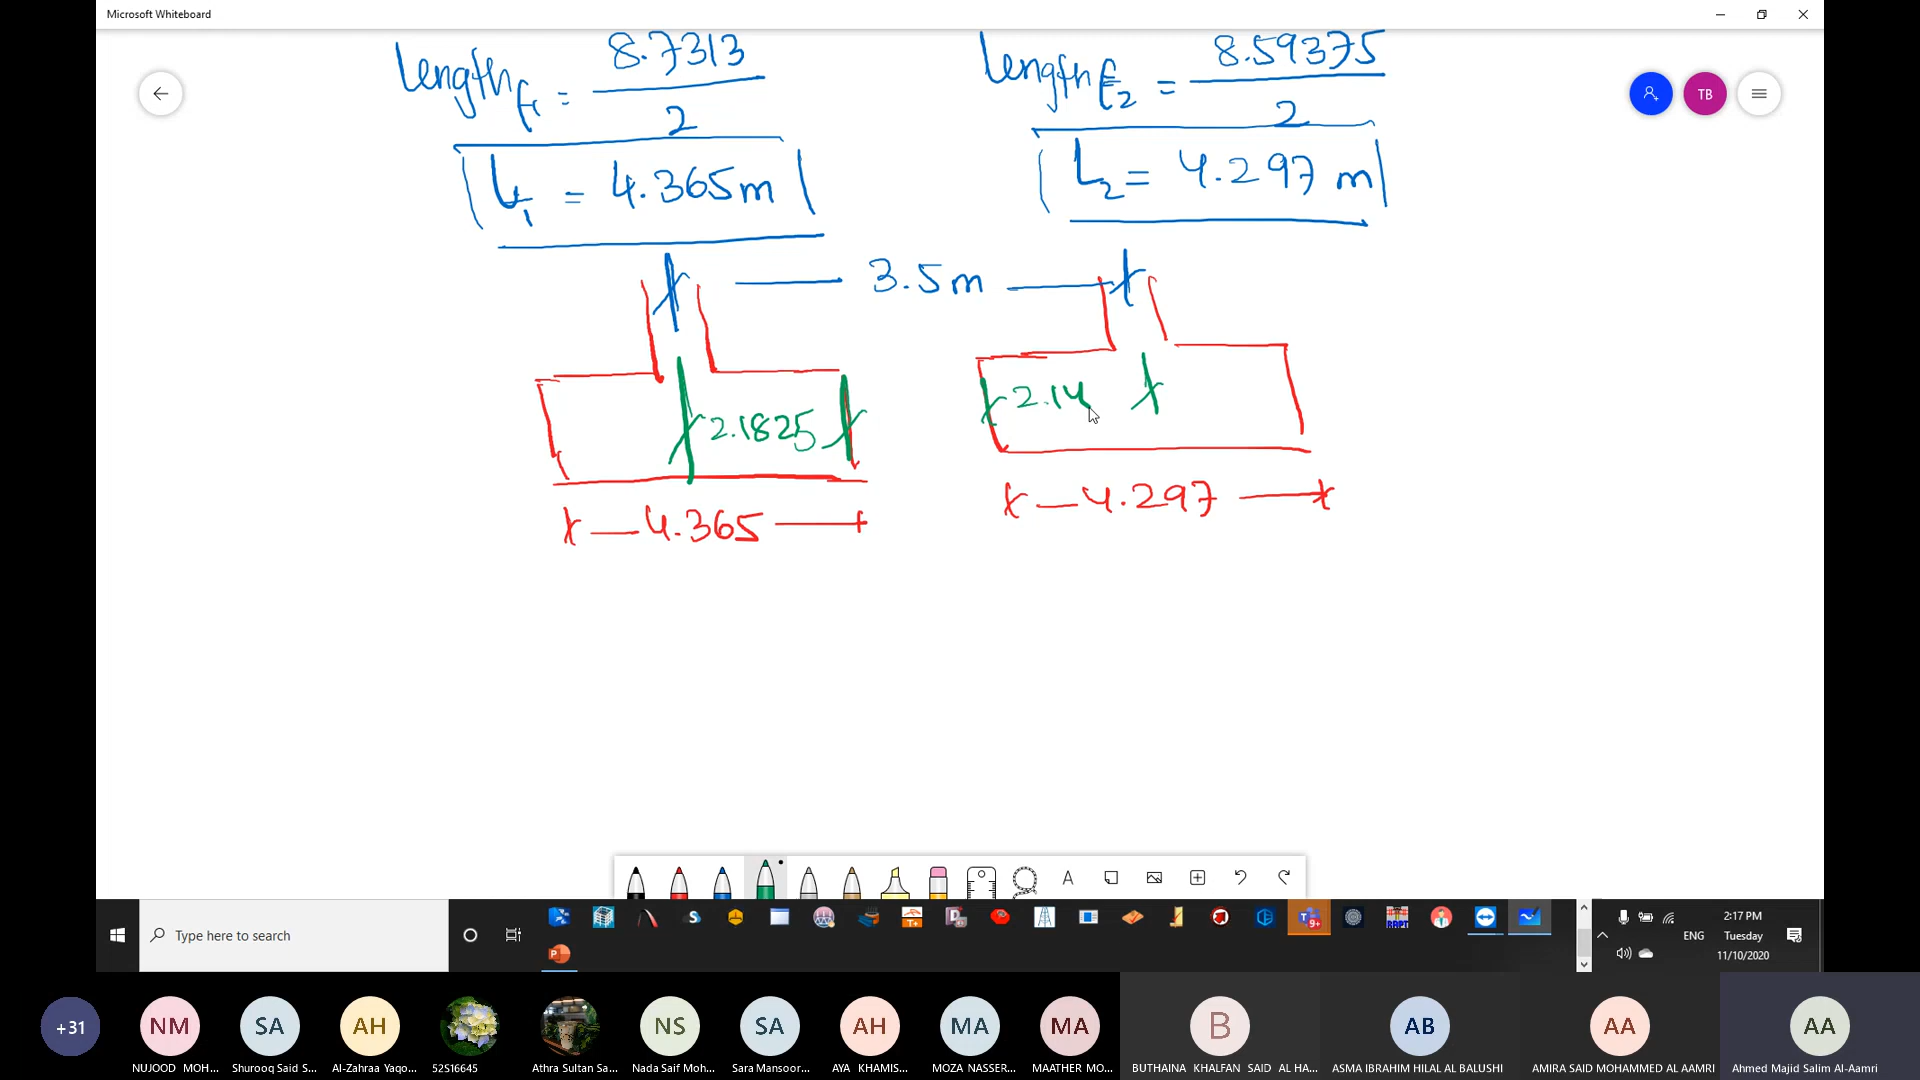 Microsoft Whiteboard
Length f1 = 8.7313 / 2
Length f2 = 8.59375 / 2
L1 = 4.365 m
L2 = 4.297 m
3.5 m
2.1825
2.14
4.365
4.297
TB
A
Type here to search
ENG
2:17 PM
Tuesday
11/10/2020
+31
NM
SA
AH
NS
SA
AH
MA
MA
B
AB
AA
AA
NUJOOD MOH...
Shurooq Said S...
Al-Zahraa Yaqo...
52S16645
Athra Sultan Sa...
Nada Saif Moh...
Sara Mansoor...
AYA KHAMIS...
MOZA NASSER...
MAATHER MO...
BUTHAINA KHALFAN SAID AL HA...
ASMA IBRAHIM HILAL AL BALUSHI
AMIRA SAID MOHAMMED AL AAMRI
Ahmed Majid Salim Al-Aamri